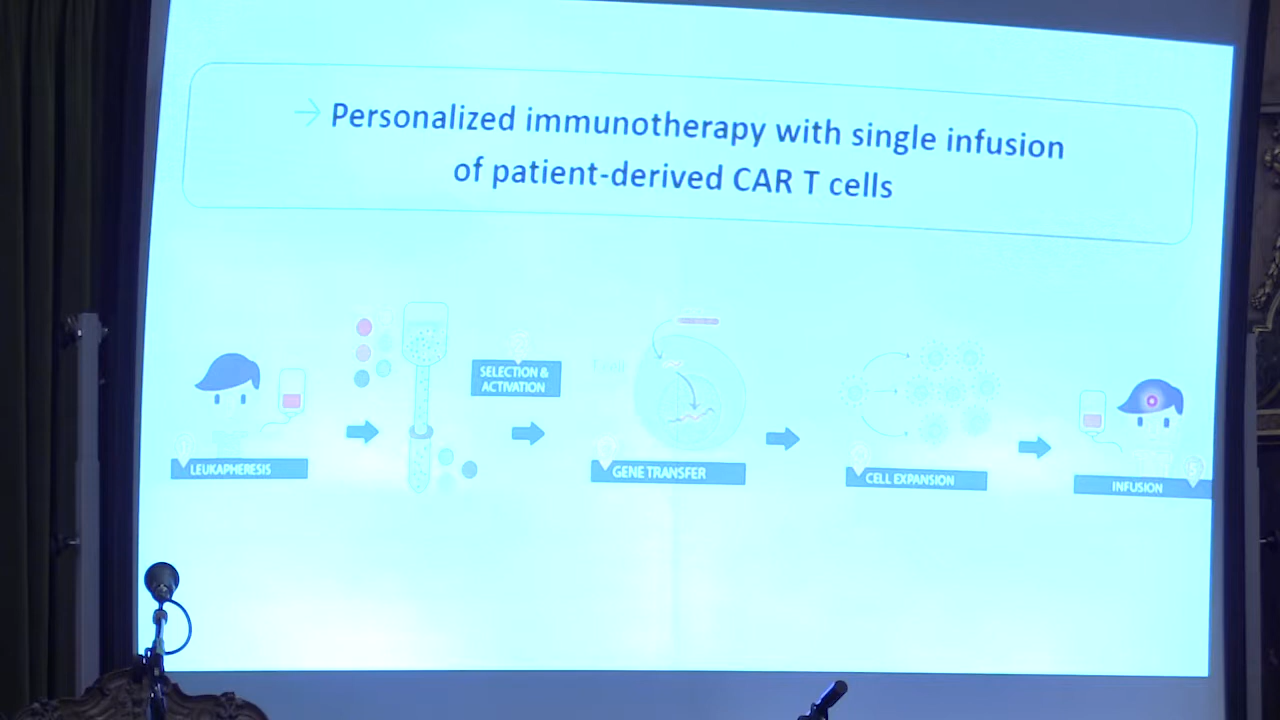 → Personalized immunotherapy with single infusion
of patient-derived CAR T cells
SELECTION &
ACTIVATION
LEUKAPHERESIS
GENE TRANSFER
CELL EXPANSION
INFUSION